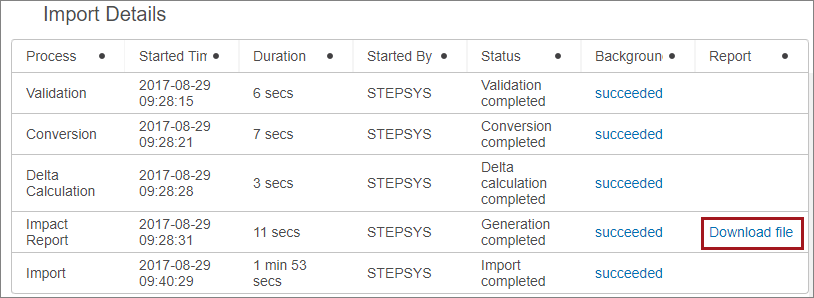 Import Details
Process Started Tim Duration Started By Status Background Report
Validation 2017-08-29 09:28:15 6 secs STEPSYS Validation completed succeeded
Conversion 2017-08-29 09:28:21 7 secs STEPSYS Conversion completed succeeded
Delta Calculation 2017-08-29 09:28:28 3 secs STEPSYS Delta calculation completed succeeded
Impact Report 2017-08-29 09:28:31 11 secs STEPSYS Generation completed succeeded Download file
Import 2017-08-29 09:40:29 1 min 53 secs STEPSYS Import completed succeeded